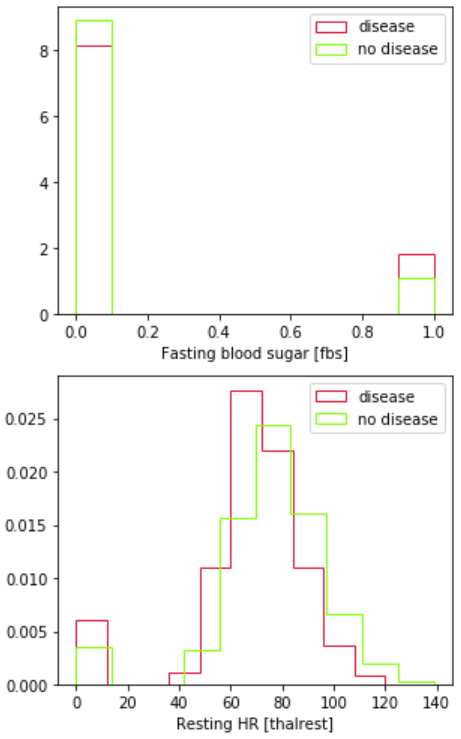 disease
no disease
8
6
4
2
0
0.0 0.2 0.4 0.6 0.8 1.0
Fasting blood sugar [fbs]
disease
no disease
0.025
0.020
0.015
0.010
0.005
0.000
0 20 40 60 80 100 120 140
Resting HR [thalrest]